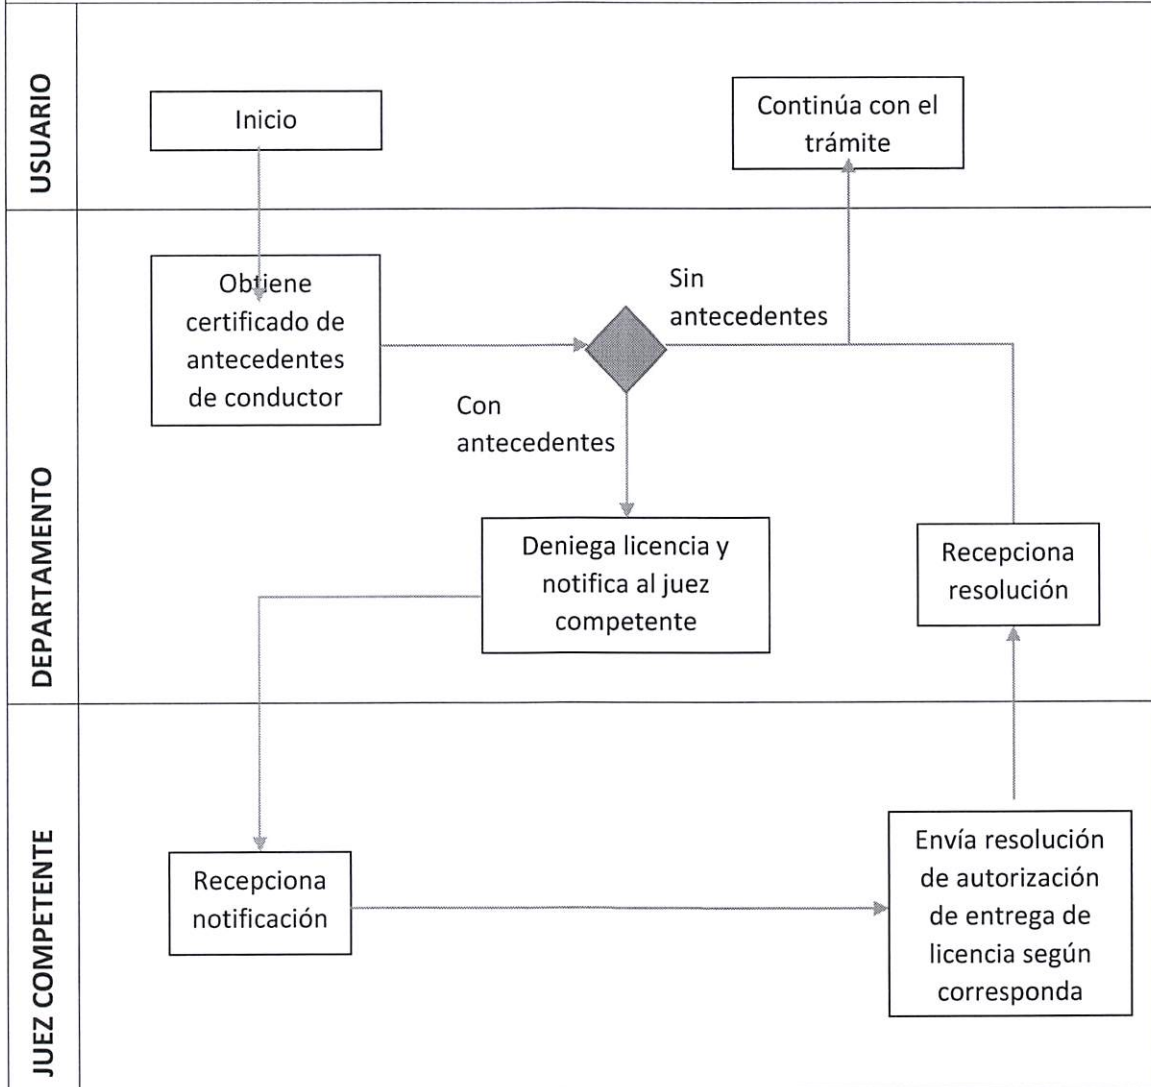 USUARIO
Inicio
Continúa con el
trámite
DEPARTAMENTO
Obtiene
certificado de
antecedentes
de conductor
Sin
antecedentes
Con
antecedentes
Deniega licencia y
notifica al juez
competente
Recepciona
resolución
JUEZ COMPETENTE
Recepciona
notificación
Envía resolución
de autorización
de entrega de
licencia según
corresponda